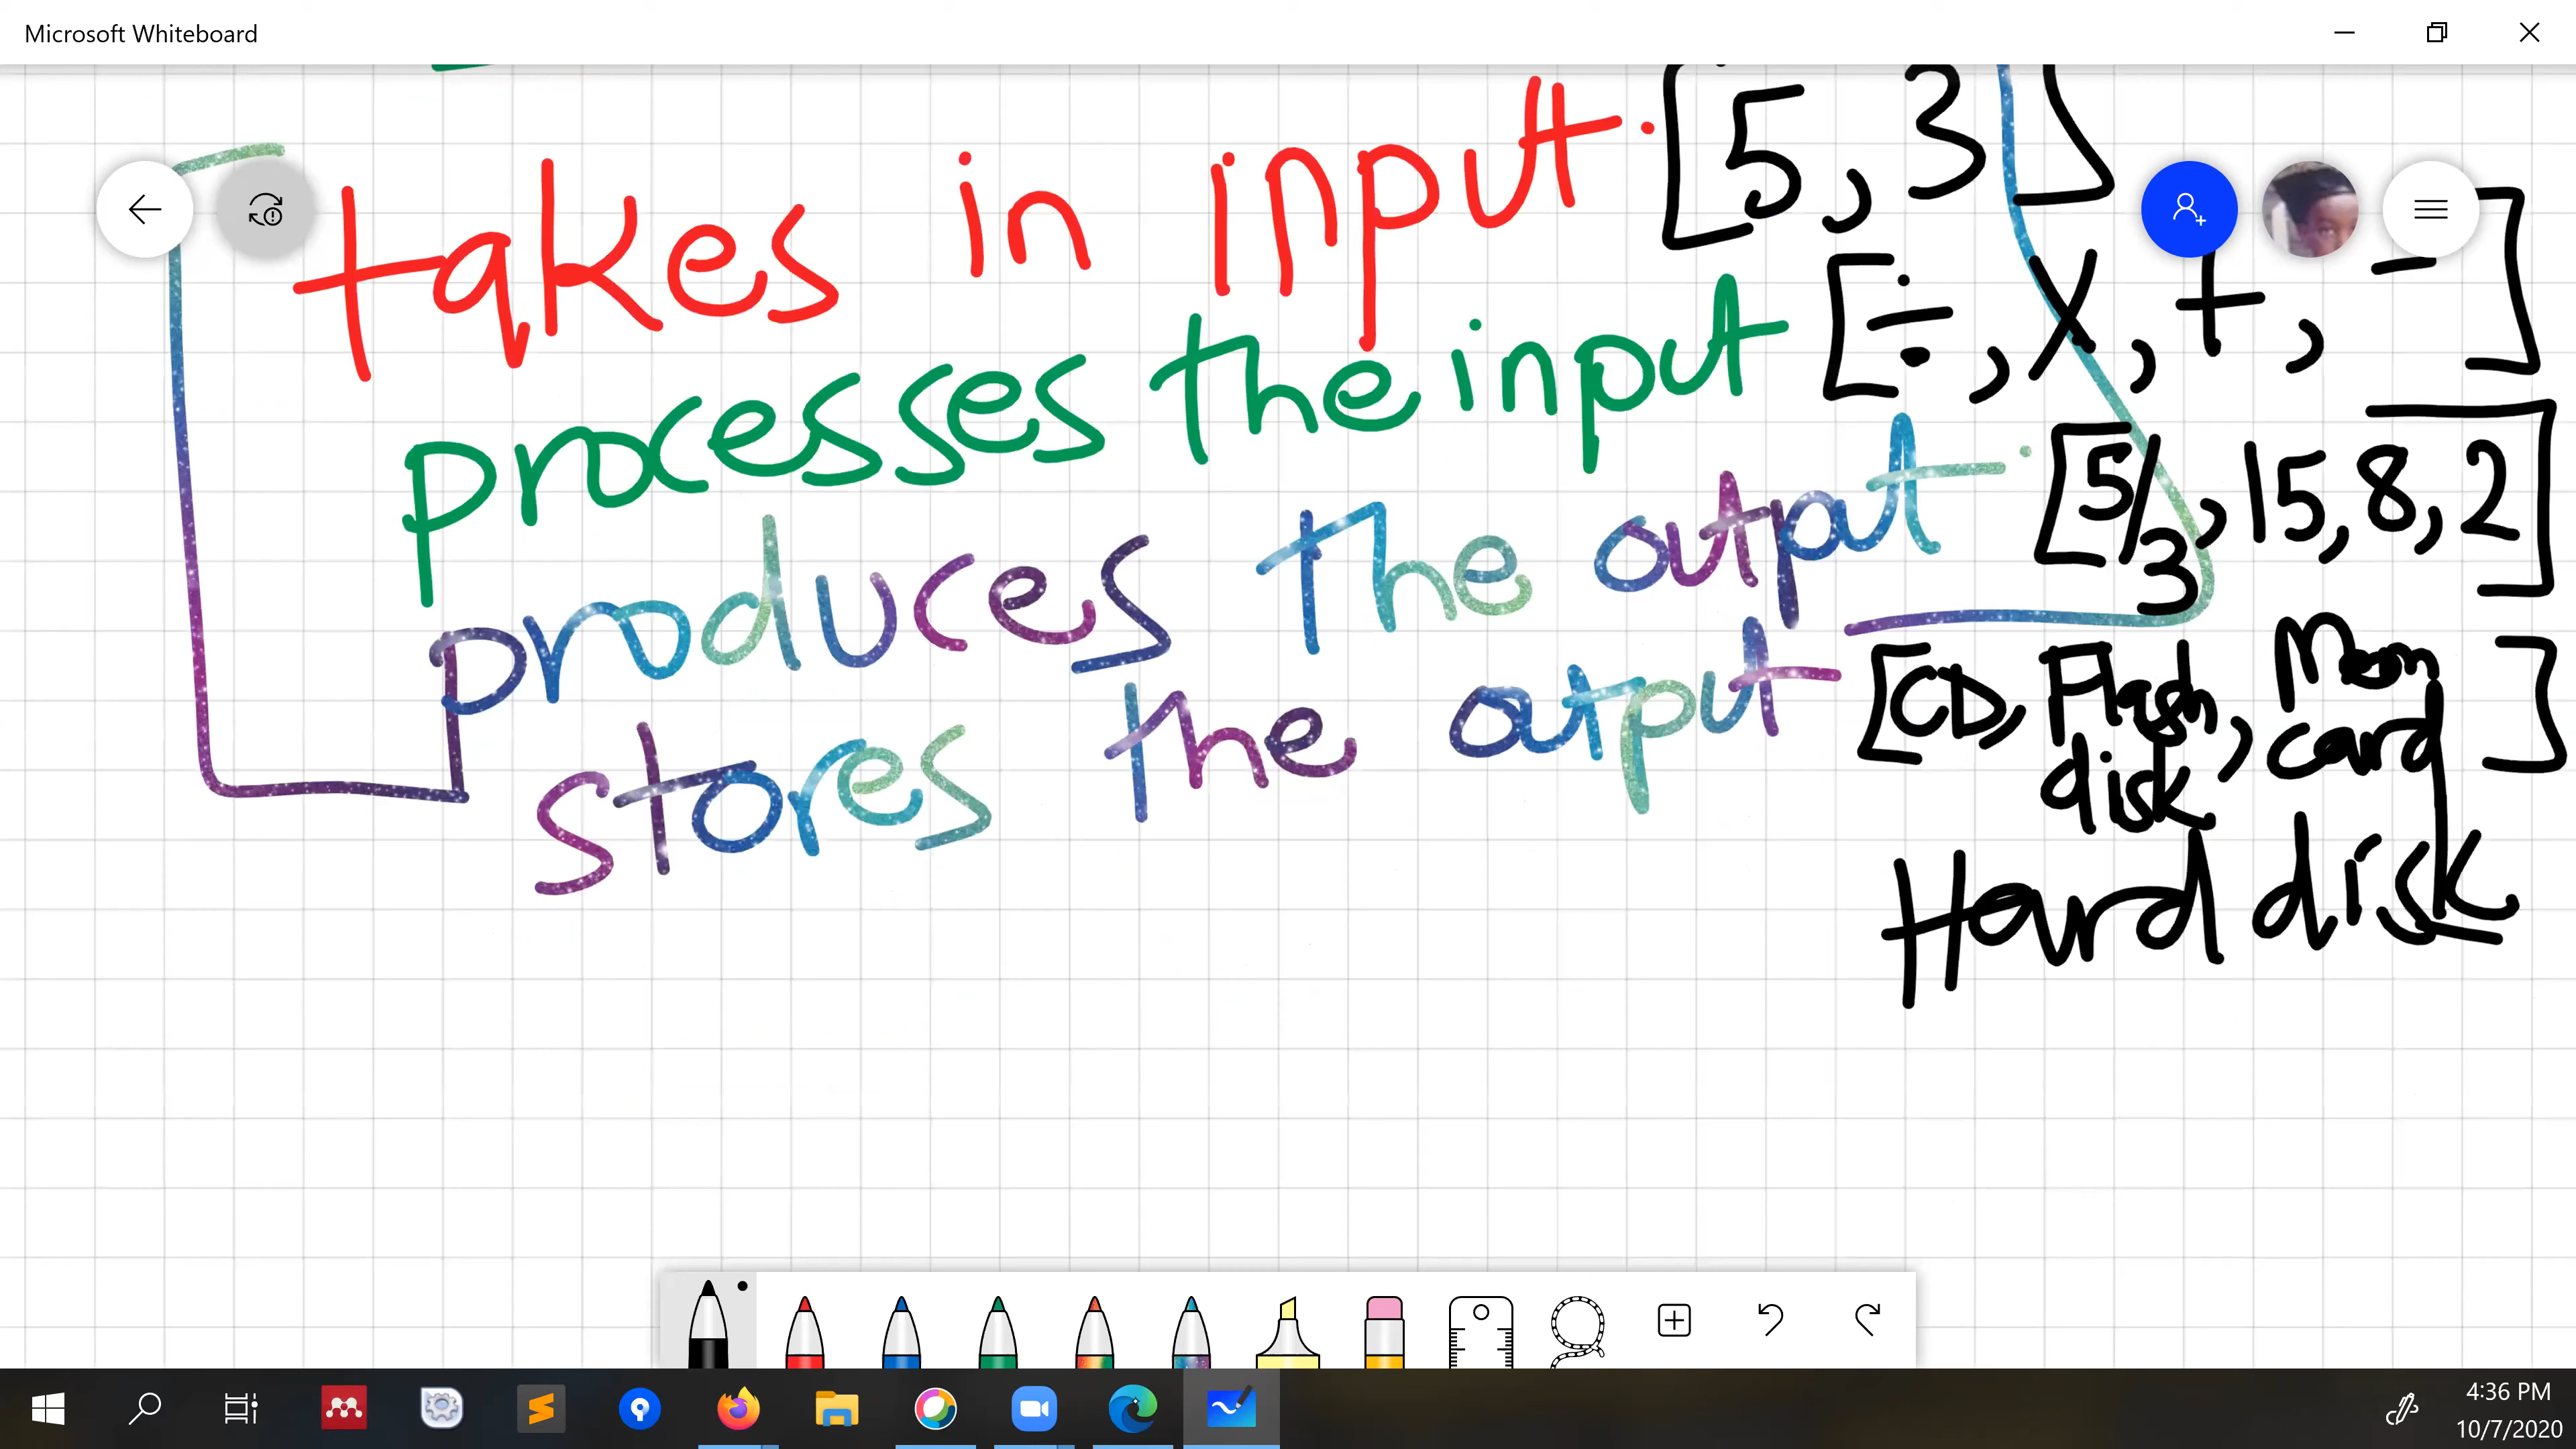 Microsoft Whiteboard
takes in input. [5, 3]
processes the input [÷, x, +, -]
produces the output. [5/3, 15, 8, 2]
stores the output [CD, Flash disk, Mem card]
Hard disk
4:36 PM
10/7/2020